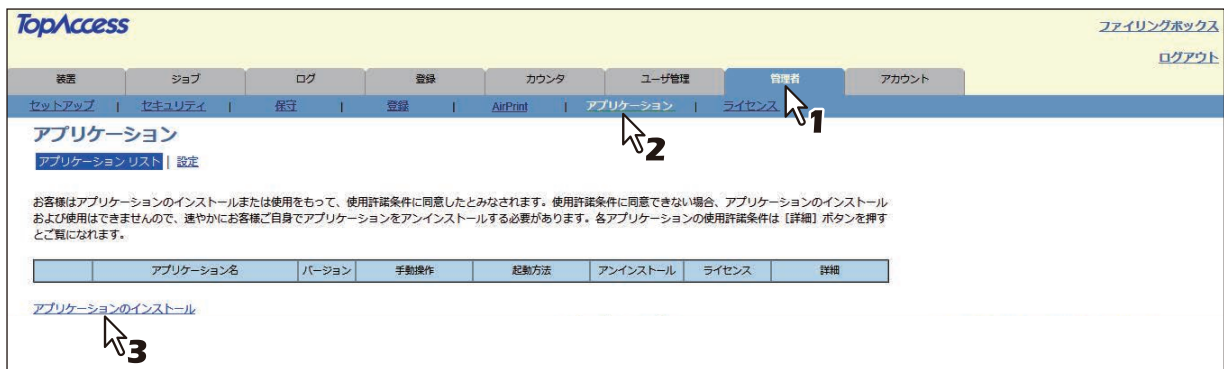 TopAccess
ファイリングボックス
ログアウト
装置 ジョブ ログ 登録 カウンタ ユーザ管理 管理者 アカウント
セットアップ | セキュリティ | 保守 | 登録 | AirPrint | アプリケーション | ライセンス
1
2
アプリケーション
アプリケーション リスト | 設定
お客様はアプリケーションのインストールまたは使用をもって、使用許諾条件に同意したとみなされます。使用許諾条件に同意できない場合、アプリケーションのインストール
および使用はできませんので、速やかにお客様ご自身でアプリケーションをアンインストールする必要があります。各アプリケーションの使用許諾条件は［詳細］ボタンを押す
とご覧になれます。
アプリケーション名 バージョン 手動操作 起動方法 アンインストール ライセンス 詳細
アプリケーションのインストール
3